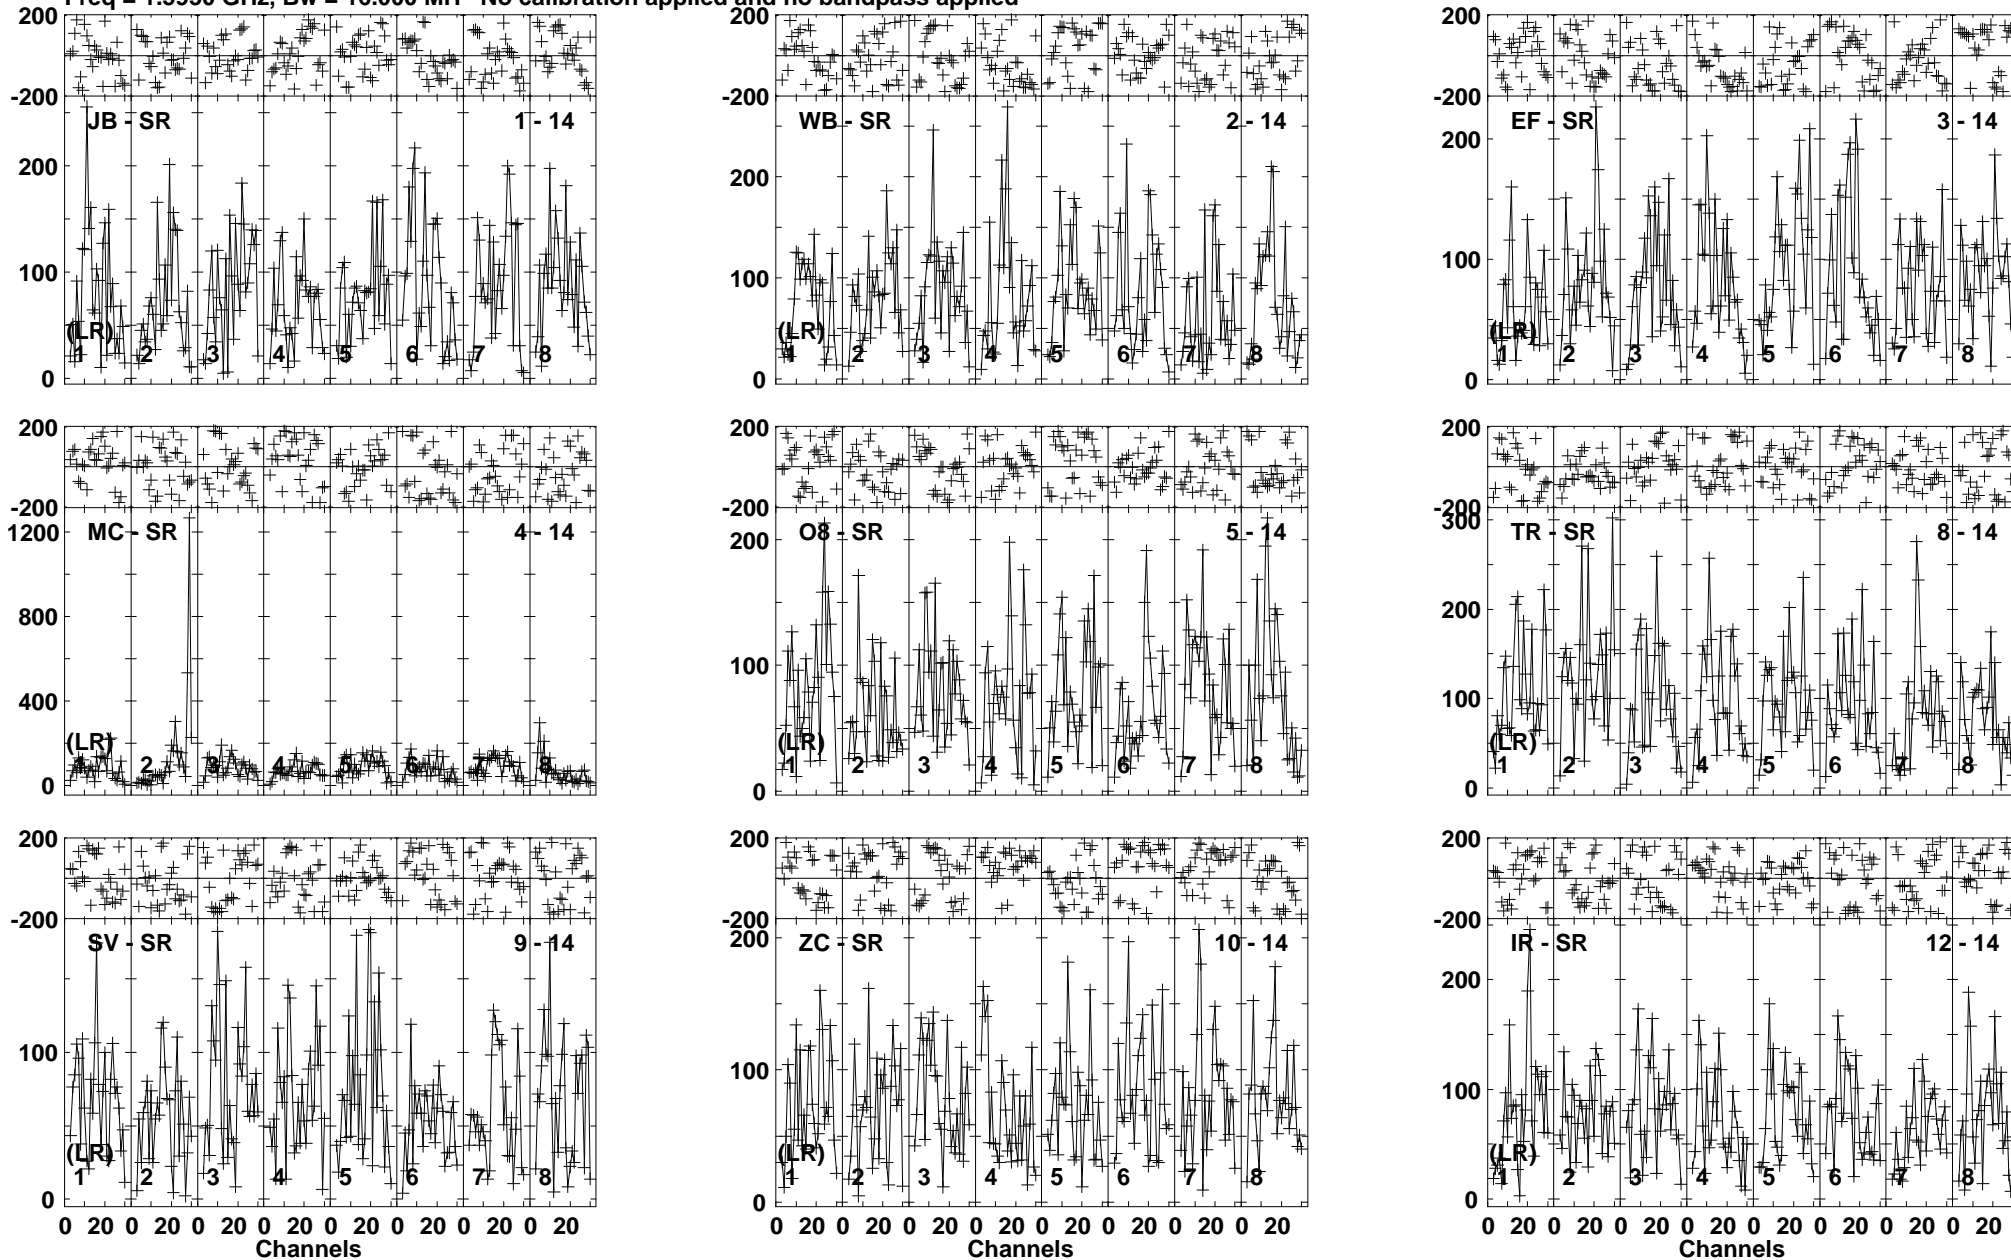 No calibration applied and no bandpass applied
200 200 200
-200 -200 -200
JB - SR 1 - 14 WB - SR 2 - 14 EF - SR 3 - 14
200 200 200
100 100 100
(LR) (LR) (LR)
1 2 3 4 5 6 7 8 1 2 3 4 5 6 7 8 1 2 3 4 5 6 7 8
0 0 0
200 200 200
-200 -200 -200
1200 300
MC - SR 4 - 14 O8 - SR 5 - 14 TR - SR 8 - 14
800 200 200
400 100 100
(LR) (LR) (LR)
1 2 3 4 5 6 7 8 1 2 3 4 5 6 7 8 1 2 3 4 5 6 7 8
0 0 0
200 200 200
-200 -200 -200
SV - SR 9 - 14 ZC - SR 10 - 14 IR - SR 12 - 14
200 200
100 100 100
(LR) (LR) (LR)
1 2 3 4 5 6 7 8 1 2 3 4 5 6 7 8 1 2 3 4 5 6 7 8
0 0 0
0 20 0 20 0 20 0 20 0 20 0 20 0 20 0 20 0 20 0 20 0 20 0 20 0 20 0 20 0 20 0 20 0 20 0 20 0 20 0 20 0 20 0 20 0 20 0 20
Channels Channels Channels